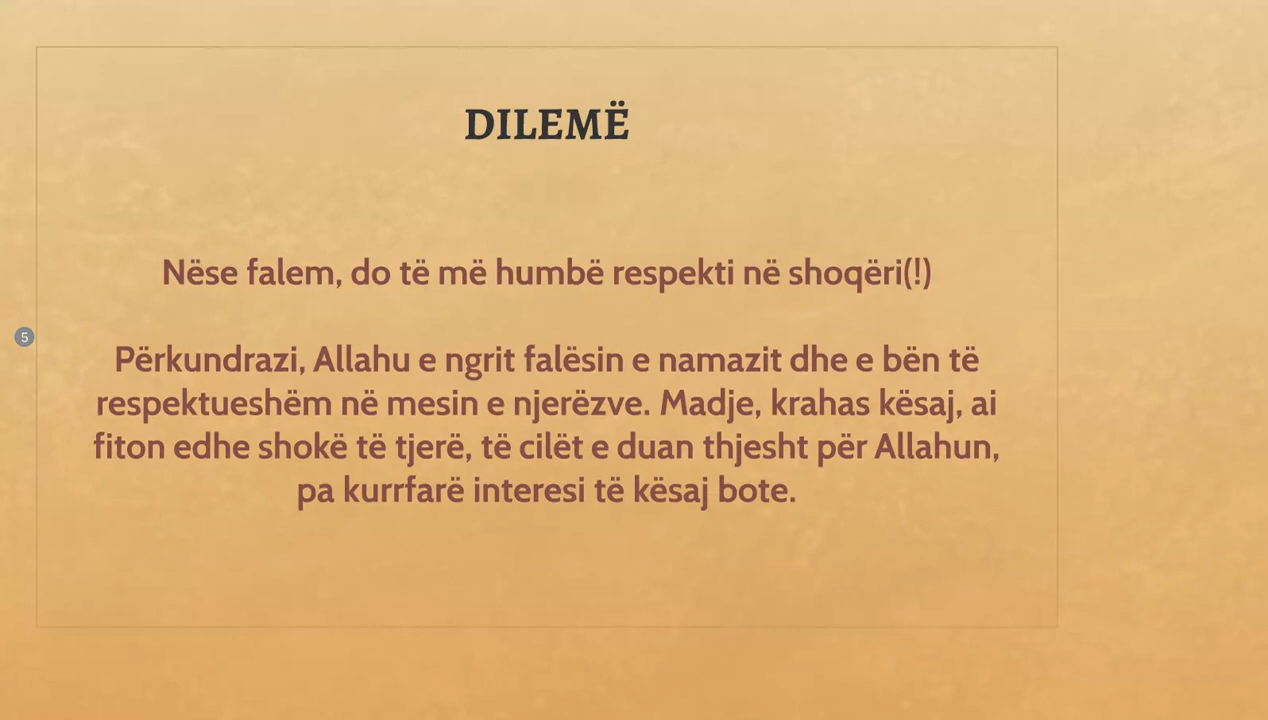 DILEMË
Nëse falem, do të më humbë respekti në shoqëri(!)
5
Përkundrazi, Allahu e ngrit falësin e namazit dhe e bën të
respektueshëm në mesin e njerëzve. Madje, krahas kësaj, ai
fiton edhe shokë të tjerë, të cilët e duan thjesht për Allahun,
pa kurrfarë interesi të kësaj bote.